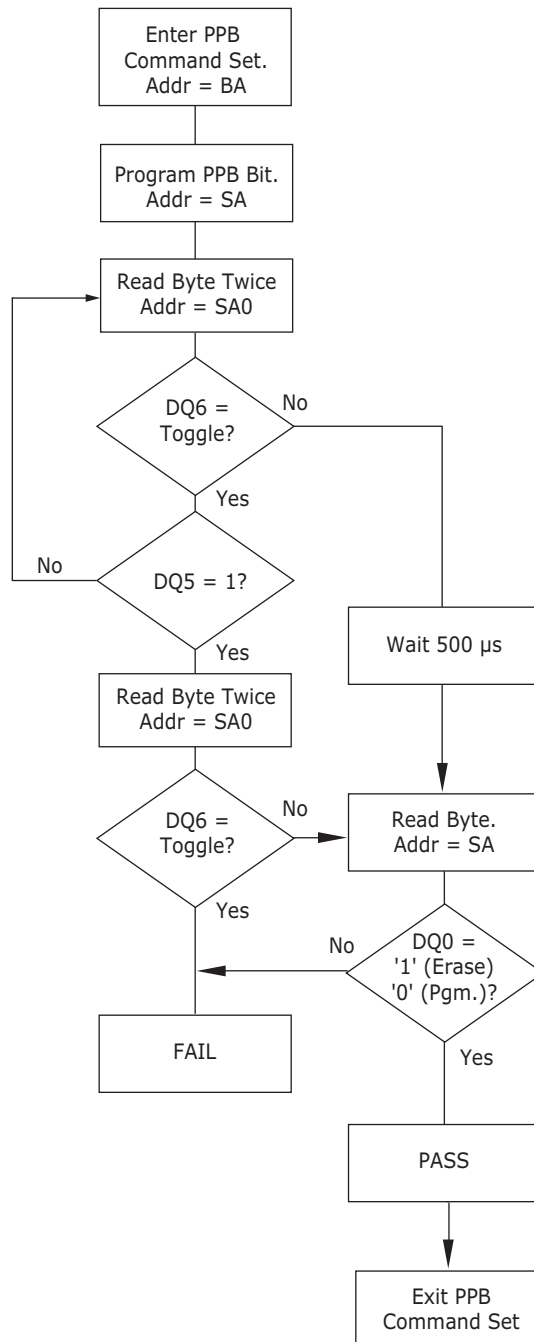 Enter PPB
Command Set.
Addr = BA
Program PPB Bit.
Addr = SA
Read Byte Twice
Addr = SA0
DQ6 =
Toggle?
No
Yes
DQ5 = 1?
No
Yes
Wait 500 µs
Read Byte Twice
Addr = SA0
DQ6 =
Toggle?
No
Yes
Read Byte.
Addr = SA
DQ0 =
'1' (Erase)
'0' (Pgm.)?
No
Yes
FAIL
PASS
Exit PPB
Command Set